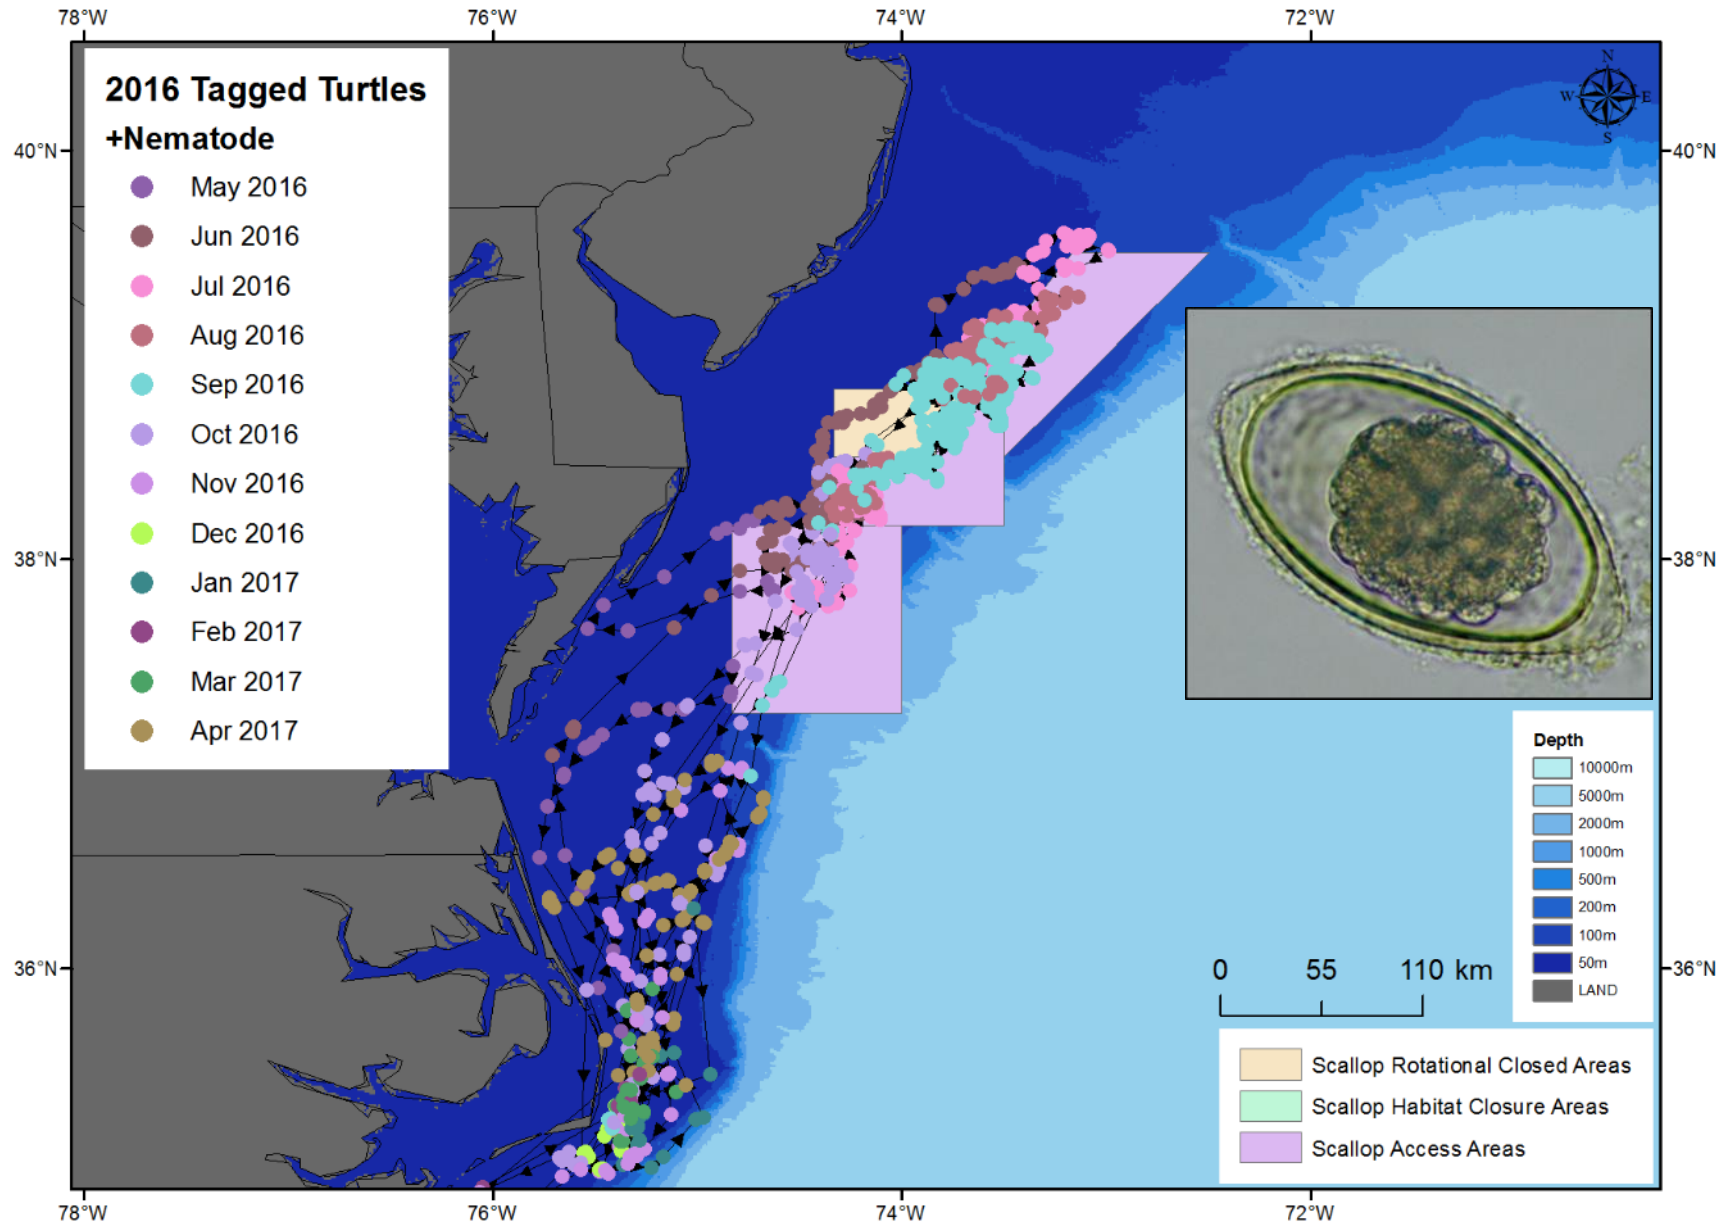 78°W 76°W 74°W 72°W
2016 Tagged Turtles
+Nematode
May 2016
Jun 2016
Jul 2016
Aug 2016
Sep 2016
Oct 2016
Nov 2016
Dec 2016
Jan 2017
Feb 2017
Mar 2017
Apr 2017
N
W E
S
40°N 40°N
38°N 38°N
36°N 36°N
Depth
10000m
5000m
2000m
1000m
500m
200m
100m
50m
LAND
0 55 110 km
Scallop Rotational Closed Areas
Scallop Habitat Closure Areas
Scallop Access Areas
78°W 76°W 74°W 72°W